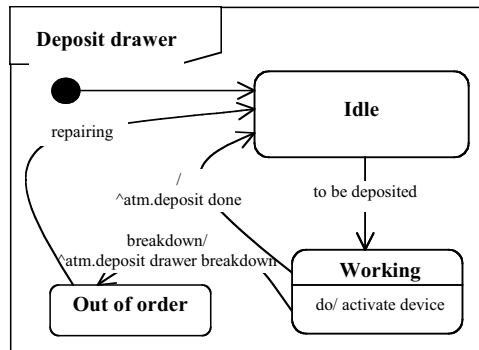 Deposit drawer
Idle
repairing
/
^atm.deposit done
to be deposited
breakdown/
^atm.deposit drawer breakdown
Working
do/ activate device
Out of order